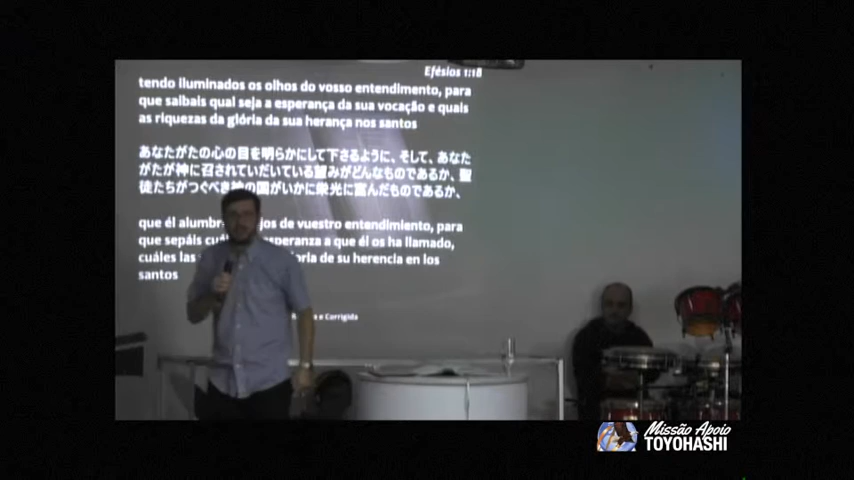 Efésios 1:18
tendo iluminados os olhos do vosso entendimento, para
que saibais qual seja a esperança da sua vocação e quais
as riquezas da glória da sua herança nos santos
あなたがたの心の目を明らかにして下さるように、そして、あなた
がたが神に召されていだいている望みがどんなものであるか、聖
徒たちがつぐべき神の国がいかに栄光に富んだものであるか、
que él alumbr jos de vuestro entendimiento, para
que sepáis cuá esperanza a que él os ha llamado,
cuáles las oria de su herencia en los
santos
e Corrigida
Missão Apoio
TOYOHASHI